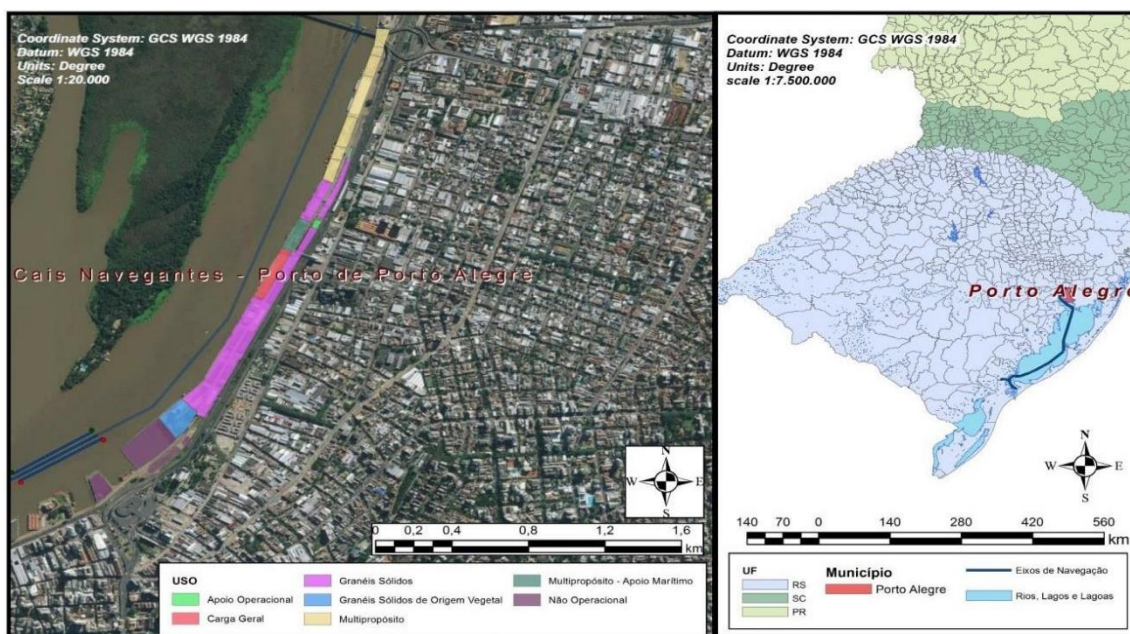 Coordinate System: GCS WGS 1984
Datum: WGS 1984
Units: Degree
Scale 1:20.000
Cais Navegantes - Porto de Porto Alegre
N
W E
S
0 0,2 0,4 0,8 1,2 1,6
km
USO
Apoio Operacional
Carga Geral
Granéis Sólidos
Granéis Sólidos de Origem Vegetal
Multipropósito
Multipropósito - Apoio Marítimo
Não Operacional
Coordinate System: GCS WGS 1984
Datum: WGS 1984
Units: Degree
scale 1:7.500.000
Porto Alegre
N
W E
S
140 70 0 140 280 420 560
km
UF
RS
SC
PR
Município
Porto Alegre
Eixos de Navegação
Rios, Lagos e Lagoas